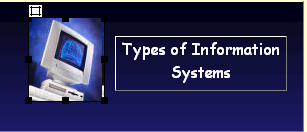 Types of Information
Systems